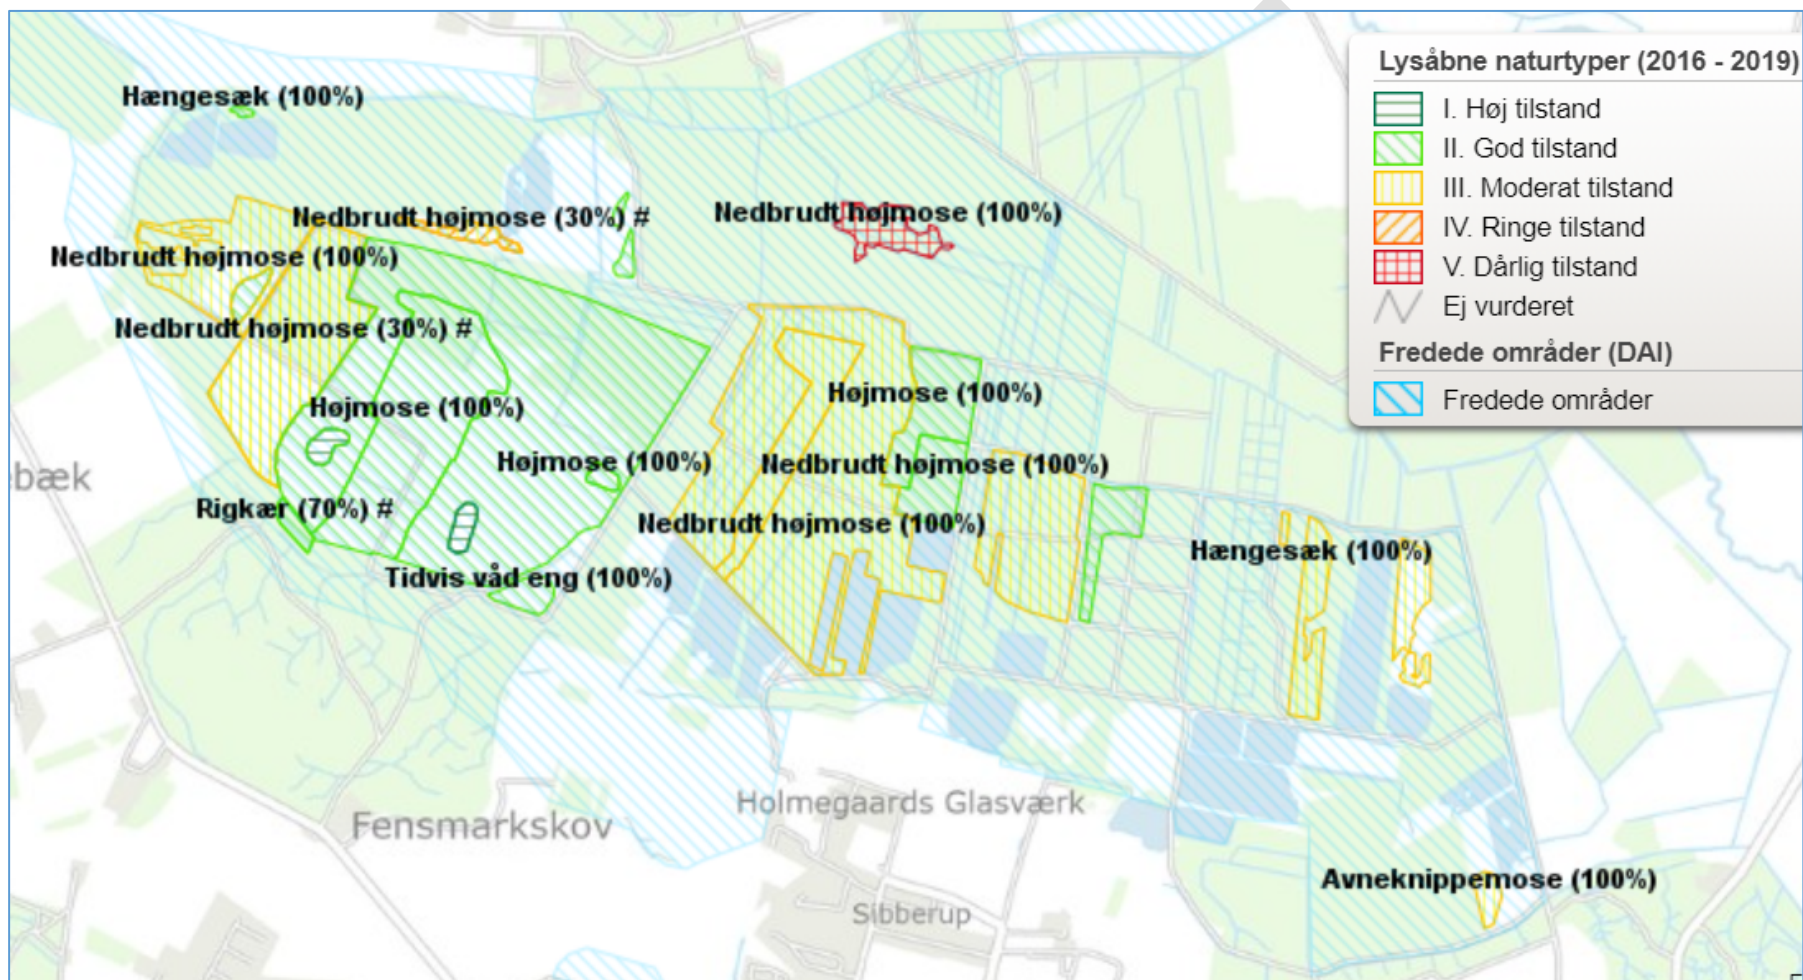 Lysåbne naturtyper (2016 - 2019)
I. Høj tilstand
II. God tilstand
III. Moderat tilstand
IV. Ringe tilstand
V. Dårlig tilstand
Ej vurderet
Fredede områder (DAI)
Fredede områder
Hængesæk (100%)
Nedbrudt højmose (30%) #
Nedbrudt højmose (100%)
Nedbrudt højmose (100%)
Nedbrudt højmose (30%) #
Højmose (100%)
Højmose (100%)
Højmose (100%)
Nedbrudt højmose (100%)
bæk
Rigkær (70%) #
Nedbrudt højmose (100%)
Hængesæk (100%)
Tidvis våd eng (100%)
Holmegaards Glasværk
Fensmarkskov
Avneknippemose (100%)
Sibberup